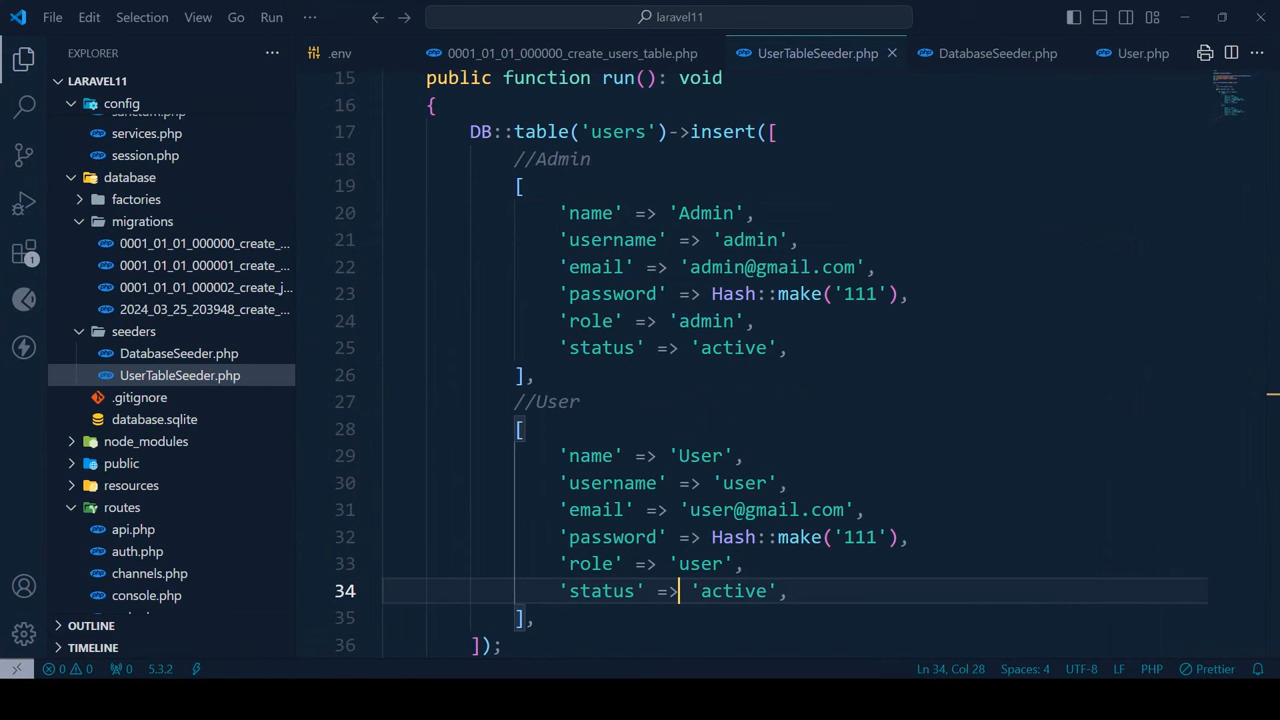 File Edit View Go Run ··· laravel11
EXPLORER ···
LARAVEL11
config
sanctum.php
services.php
session.php
database
factories
migrations
0001_01_01_000000_create_...
0001_01_01_000001_create_...
0001_01_01_000002_create_j...
2024_03_25_203948_create_...
seeders
DatabaseSeeder.php
UserTableSeeder.php
.gitignore
database.sqlite
node_modules
public
resources
routes
api.php
auth.php
channels.php
console.php
OUTLINE
TIMELINE
1
.env 0001_01_01_000000_create_users_table.php UserTableSeeder.php DatabaseSeeder.php User.php ···
15 public function run(): void
16 {
17 DB::table('users')->insert([
18 //Admin
19 [
20 'name' => 'Admin',
21 'username' => 'admin',
22 'email' => 'admin@gmail.com',
23 'password' => Hash::make('111'),
24 'role' => 'admin',
25 'status' => 'active',
26 ],
27 //User
28 [
29 'name' => 'User',
30 'username' => 'user',
31 'email' => 'user@gmail.com',
32 'password' => Hash::make('111'),
33 'role' => 'user',
34 'status' => 'active',
35 ],
36 ]);
0 0 0 5.3.2 Ln 34, Col 28 Spaces: 4 UTF-8 LF PHP Prettier